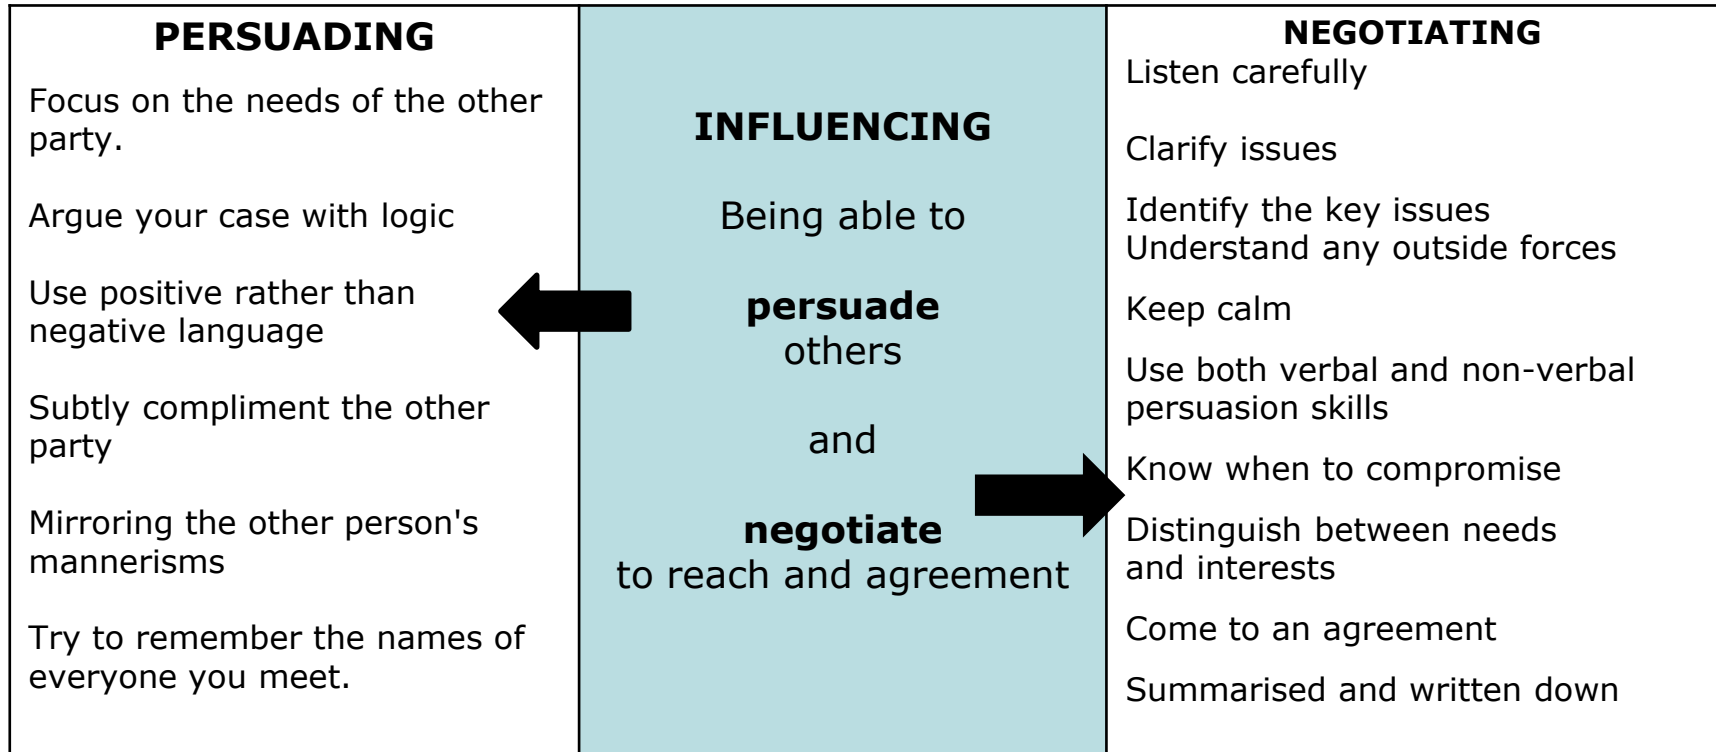 PERSUADING
Focus on the needs of the other
party.
Argue your case with logic
Use positive rather than
negative language
Subtly compliment the other
party
Mirroring the other person's
mannerisms
Try to remember the names of
everyone you meet.
INFLUENCING
Being able to
persuade
others
and
negotiate
to reach and agreement
NEGOTIATING
Listen carefully
Clarify issues
Identify the key issues
Understand any outside forces
Keep calm
Use both verbal and non-verbal
persuasion skills
Know when to compromise
Distinguish between needs
and interests
Come to an agreement
Summarised and written down